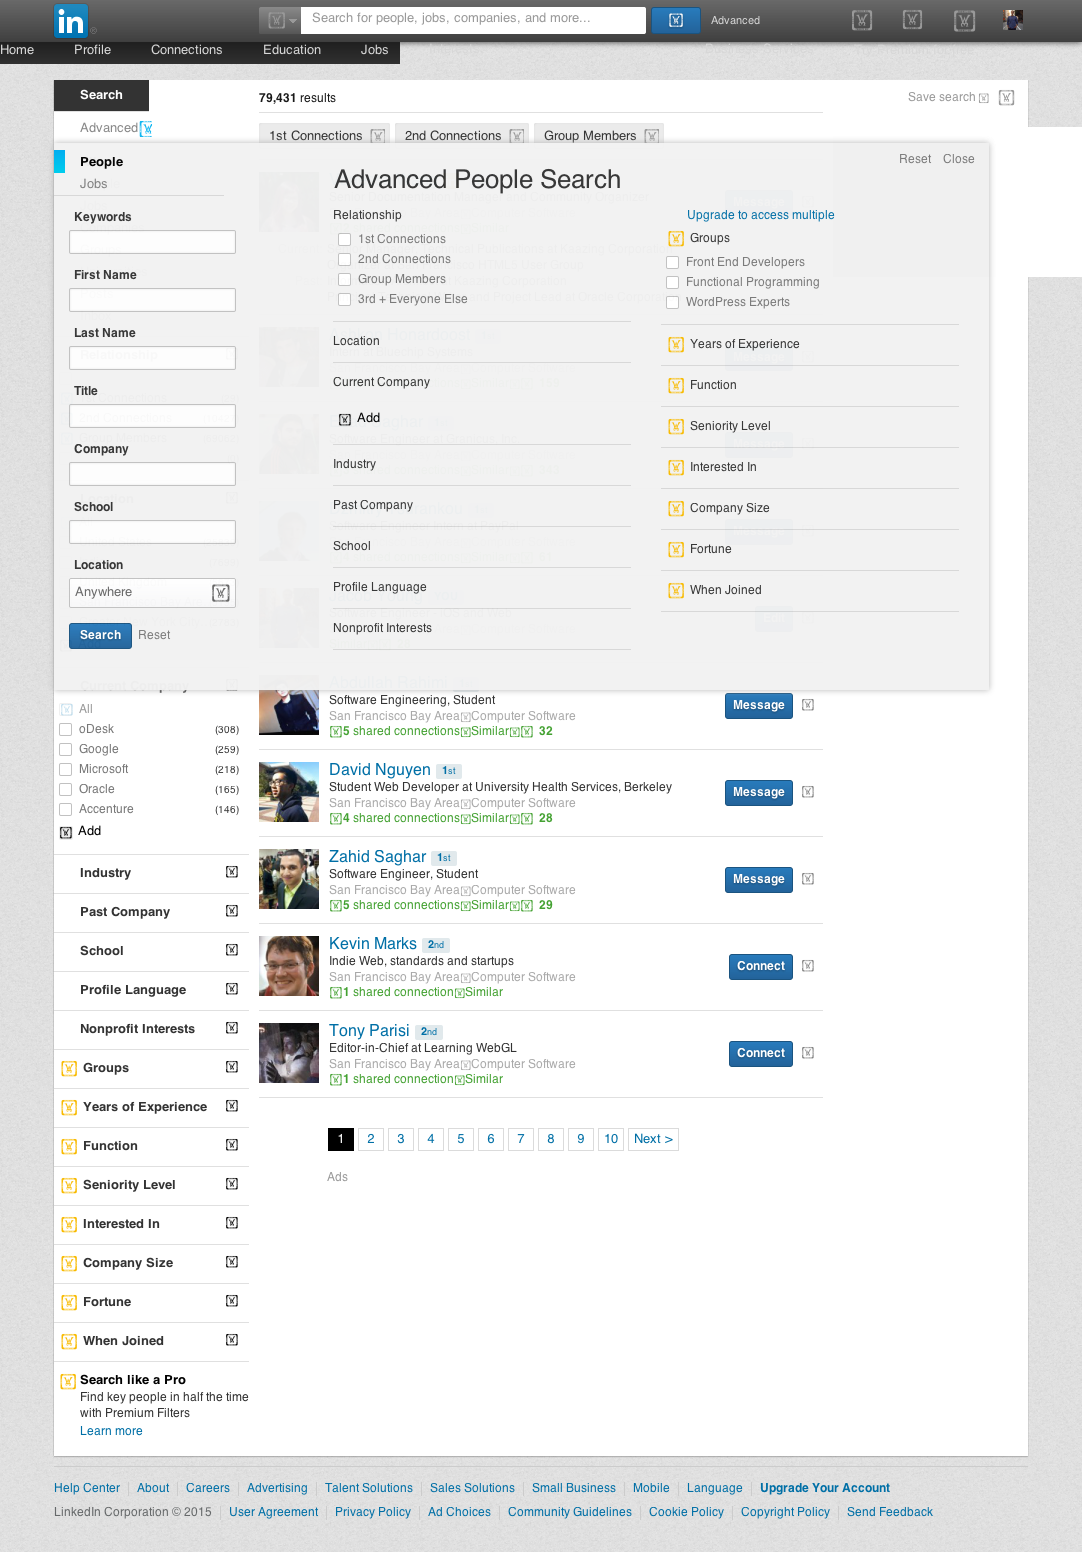 in ®
Search for people, jobs, companies, and more...
Advanced
Home Profile Connections Education Jobs
Search
79,431 results
Save search
Advanced
1st Connections 2nd Connections Group Members
People
Jobs
Reset Close
Advanced People Search
Keywords
First Name
Last Name
Title
Company
School
Location
Anywhere
Search Reset
Relationship
1st Connections
2nd Connections
Group Members
3rd + Everyone Else
Location
Current Company
Add
Industry
Past Company
School
Profile Language
Nonprofit Interests
Upgrade to access multiple
Groups
Front End Developers
Functional Programming
WordPress Experts
Years of Experience
Function
Seniority Level
Interested In
Company Size
Fortune
When Joined
Current Company
All
oDesk (308)
Google (259)
Microsoft (218)
Oracle (165)
Accenture (146)
Add
Industry
Past Company
School
Profile Language
Nonprofit Interests
Groups
Years of Experience
Function
Seniority Level
Interested In
Company Size
Fortune
When Joined
Search like a Pro
Find key people in half the time
with Premium Filters
Learn more
Software Engineering, Student
San Francisco Bay Area Computer Software
5 shared connections Similar 32
Message
David Nguyen 1st
Student Web Developer at University Health Services, Berkeley
San Francisco Bay Area Computer Software
4 shared connections Similar 28
Message
Zahid Saghar 1st
Software Engineer, Student
San Francisco Bay Area Computer Software
5 shared connections Similar 29
Message
Kevin Marks 2nd
Indie Web, standards and startups
San Francisco Bay Area Computer Software
1 shared connection Similar
Connect
Tony Parisi 2nd
Editor-in-Chief at Learning WebGL
San Francisco Bay Area Computer Software
1 shared connection Similar
Connect
1 2 3 4 5 6 7 8 9 10 Next >
Ads
Help Center About Careers Advertising Talent Solutions Sales Solutions Small Business Mobile Language Upgrade Your Account
LinkedIn Corporation © 2015 User Agreement Privacy Policy Ad Choices Community Guidelines Cookie Policy Copyright Policy Send Feedback